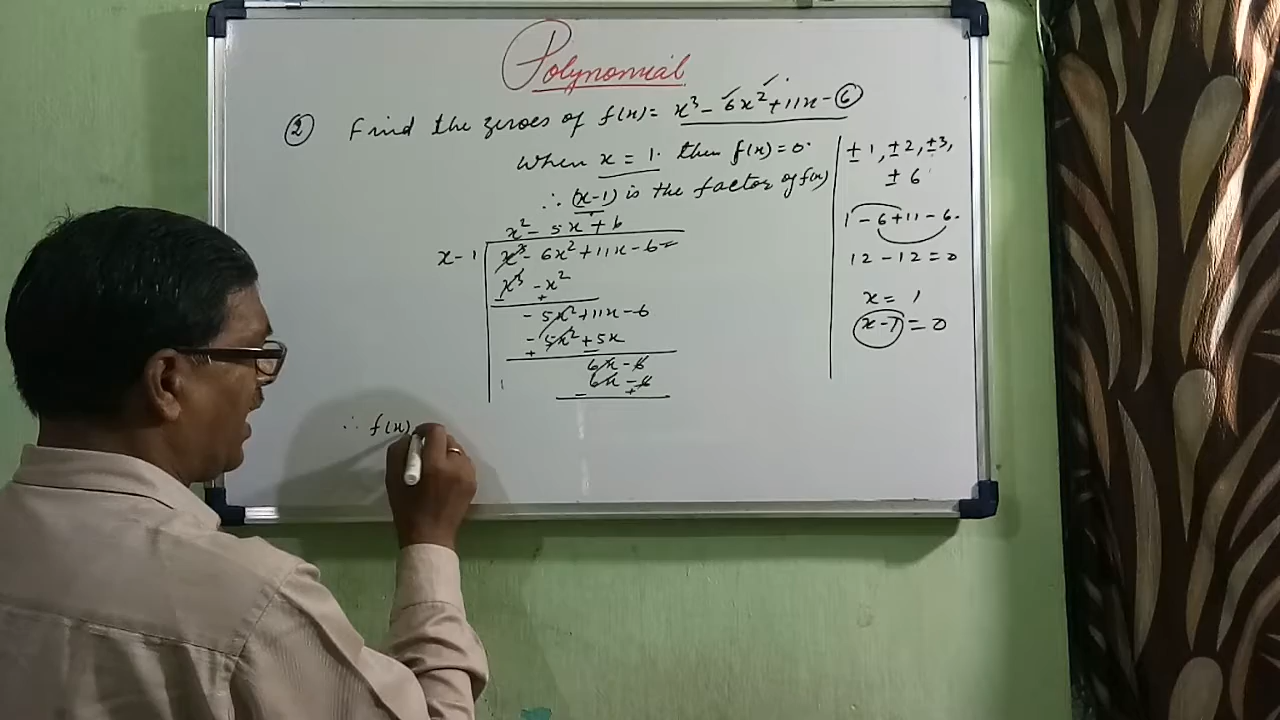 Polynomial
② Find the zeroes of f(x) = x³ - 6x² + 11x - 6
When x = 1. then f(x) = 0.
∴ (x-1) is the factor of f(x)
x² - 5x + 6
x - 1 x³ - 6x² + 11x - 6 =
x³ - x²
- +
- 5x² + 11x - 6
- 5x² + 5x
+ -
6x - 6
6x - 6
- +
∴ f(x)
± 1, ± 2, ± 3,
± 6
1 - 6 + 11 - 6.
12 - 12 = 0
x = 1
x - 1 = 0